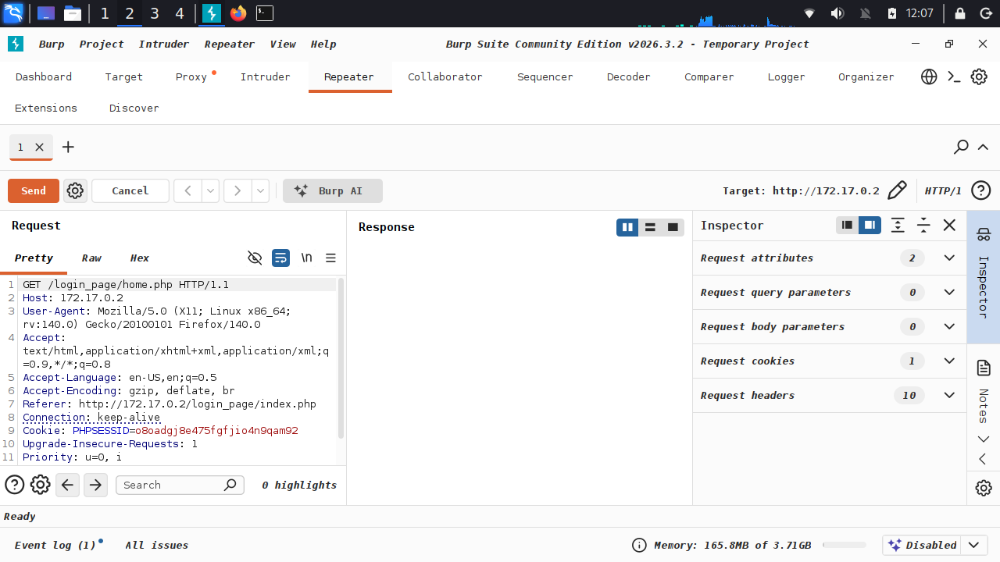 1 2 3 4 12:07
Burp Project Intruder Repeater View Help Burp Suite Community Edition v2026.3.2 - Temporary Project
Dashboard Target Proxy Intruder Repeater Collaborator Sequencer Decoder Comparer Logger Organizer
Extensions Discover
1
Send Cancel Burp AI Target: http://172.17.0.2 HTTP/1
Request
Pretty Raw Hex \n
1 GET /login_page/home.php HTTP/1.1
2 Host: 172.17.0.2
3 User-Agent: Mozilla/5.0 (X11; Linux x86_64;
rv:140.0) Gecko/20100101 Firefox/140.0
4 Accept:
text/html,application/xhtml+xml,application/xml;q
=0.9,*/*;q=0.8
5 Accept-Language: en-US,en;q=0.5
6 Accept-Encoding: gzip, deflate, br
7 Referer: http://172.17.0.2/login_page/index.php
8 Connection: keep-alive
9 Cookie: PHPSESSID=o8oadgj8e475fgfjio4n9qam92
10 Upgrade-Insecure-Requests: 1
11 Priority: u=0, i
Search 0 highlights
Response
Inspector
Request attributes 2
Request query parameters 0
Request body parameters 0
Request cookies 1
Request headers 10
Inspector
Notes
Ready
Event log (1) All issues Memory: 165.8MB of 3.71GB Disabled